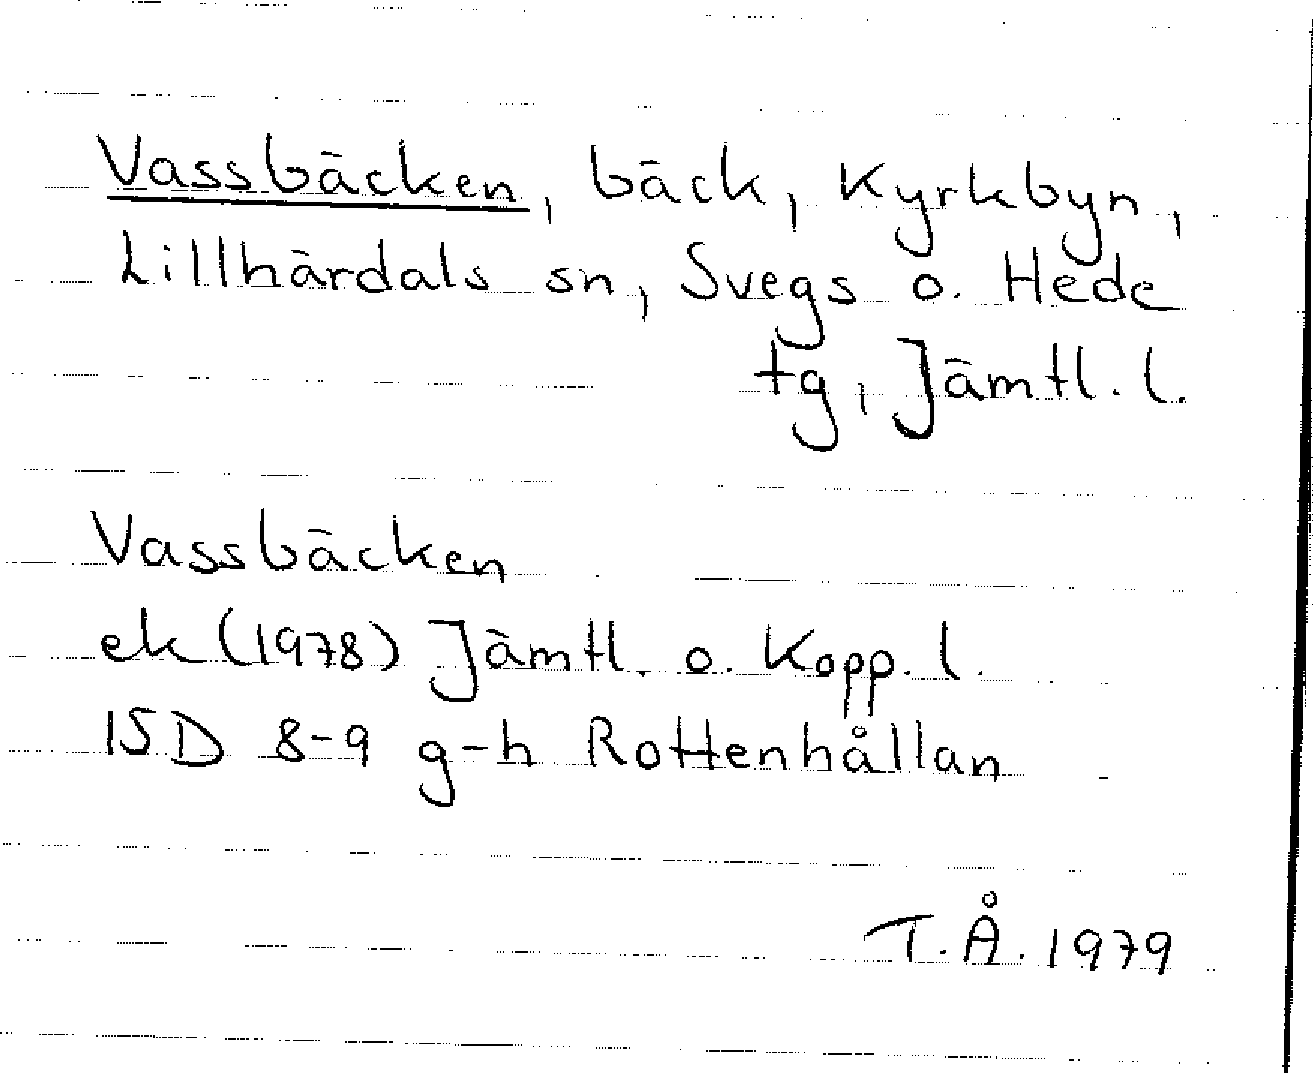 Vassbäcken, bäck, Kyrkbyn,
Lillhärdals sn, Svegs o. Hede
tg, Jämtl. l.
Vassbäcken
ek (1978) Jämtl. o. Kopp. l.
15D 8-9 g-h Rottenhållan
T.Å. 1979